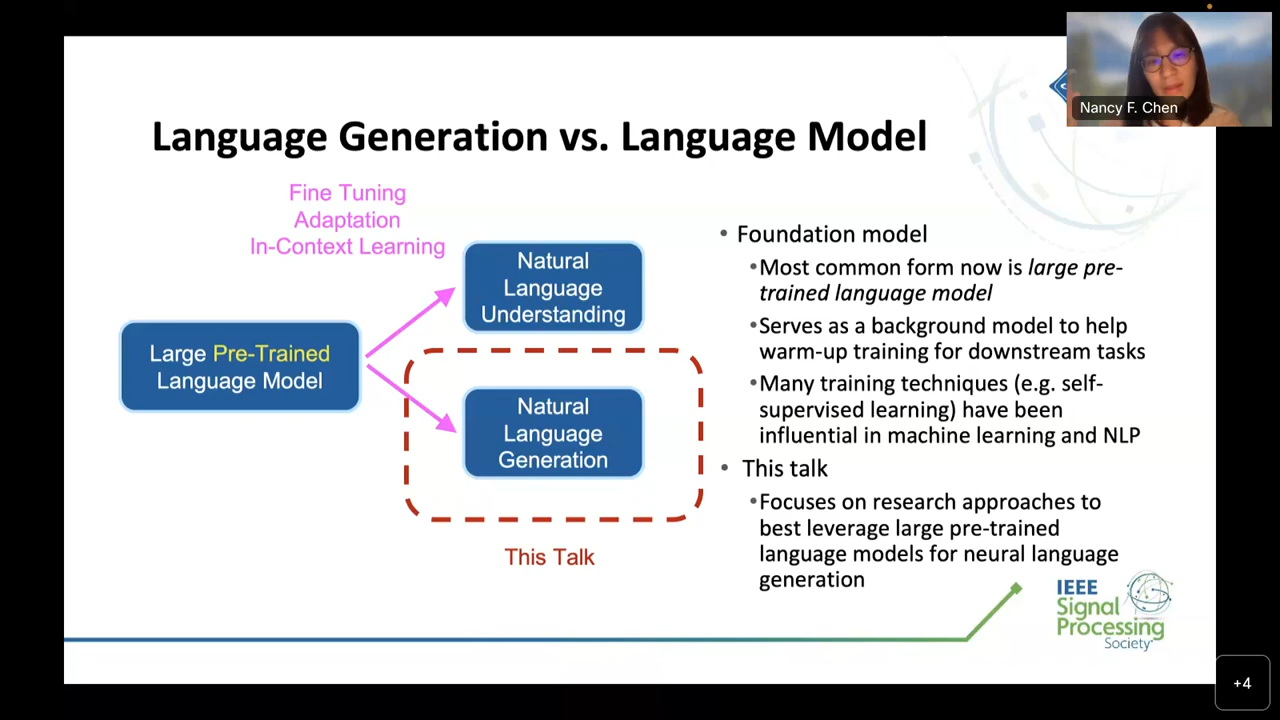 Nancy F. Chen
Language Generation vs. Language Model
Fine Tuning
Adaptation
In-Context Learning
Large Pre-Trained
Language Model
Natural
Language
Understanding
Natural
Language
Generation
This Talk
• Foundation model
•Most common form now is large pre-
trained language model
•Serves as a background model to help
warm-up training for downstream tasks
•Many training techniques (e.g. self-
supervised learning) have been
influential in machine learning and NLP
• This talk
•Focuses on research approaches to
best leverage large pre-trained
language models for neural language
generation
IEEE
Signal
Processing
Society
+4